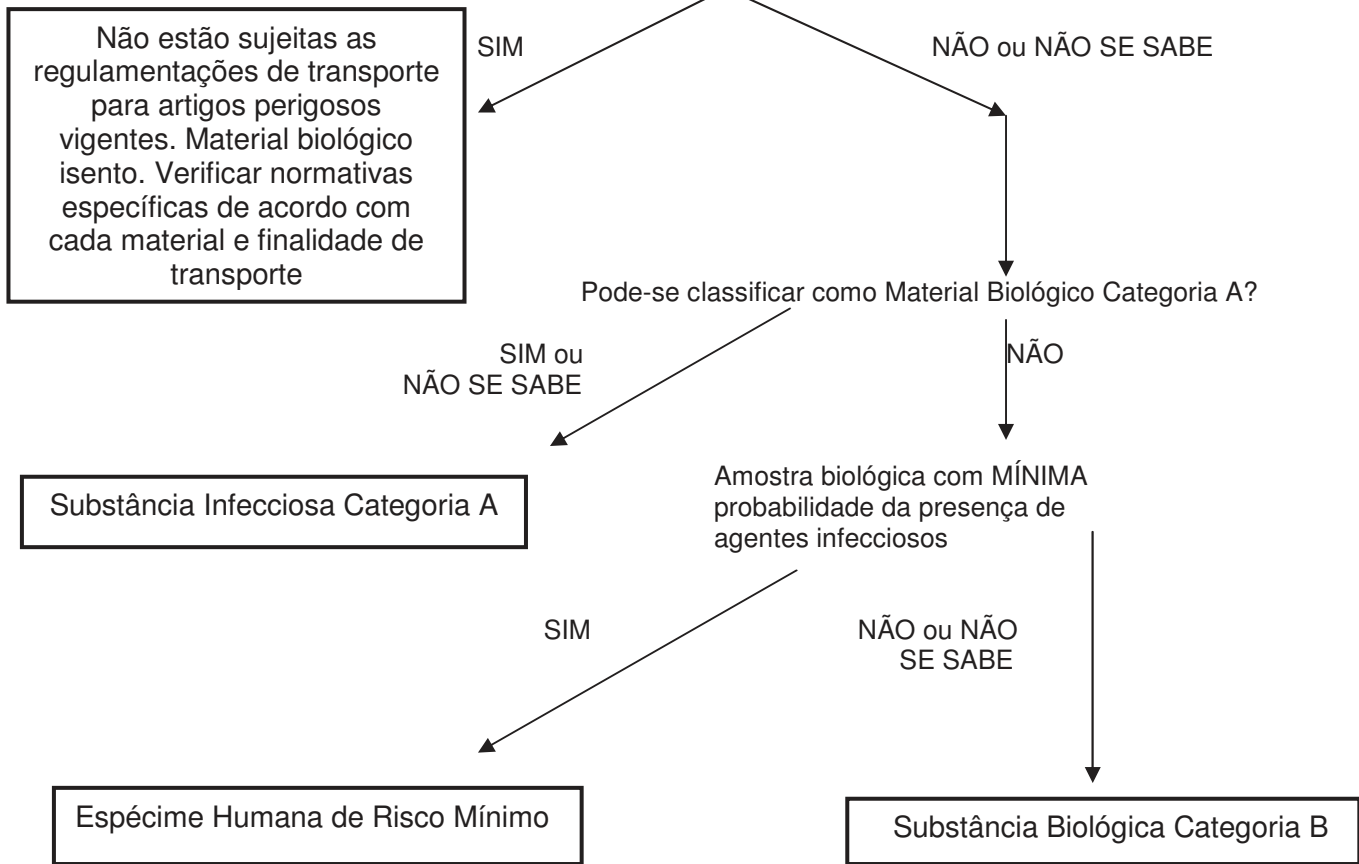 Não estão sujeitas as
regulamentações de transporte
para artigos perigosos
vigentes. Material biológico
isento. Verificar normativas
específicas de acordo com
cada material e finalidade de
transporte
SIM
NÃO ou NÃO SE SABE
Pode-se classificar como Material Biológico Categoria A?
SIM ou
NÃO SE SABE
NÃO
Substância Infecciosa Categoria A
Amostra biológica com MÍNIMA
probabilidade da presença de
agentes infecciosos
SIM
NÃO ou NÃO
SE SABE
Espécime Humana de Risco Mínimo
Substância Biológica Categoria B